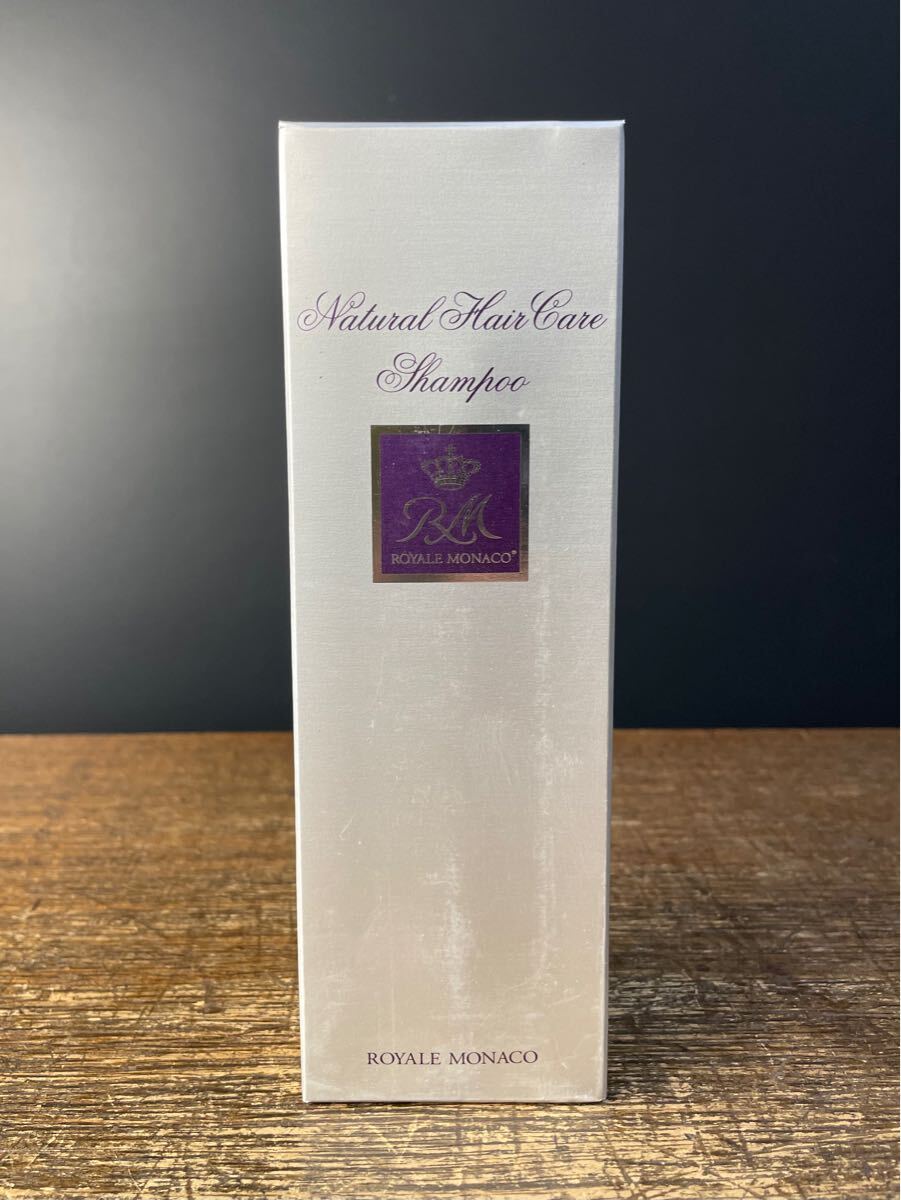 Natural Hair Care
Shampoo
RM
ROYALE MONACO®
ROYALE MONACO